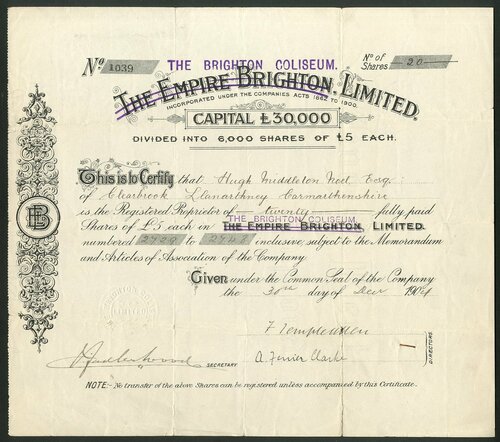 No 1039
No of Shares 20
THE BRIGHTON COLISEUM.
THE EMPIRE BRIGHTON, LIMITED.
INCORPORATED UNDER THE COMPANIES ACTS 1862 TO 1900.
CAPITAL £30,000
DIVIDED INTO 6,000 SHARES OF £5 EACH.
This is to Certify that Hugh Middleton Esq:
of Clearbrook Llanarthney Carmarthenshire
is the Registered Proprietor of twenty fully paid
THE BRIGHTON COLISEUM
Shares of £5 each in THE EMPIRE BRIGHTON, LIMITED.
numbered to inclusive, subject to the Memorandum
and Articles of Association of the Company.
EB
Given under the Common Seal of the Company
the 30th day of 1904
DIRECTORS.
SECRETARY.
NOTE:- No transfer of the above Shares can be registered unless accompanied by this Certificate.